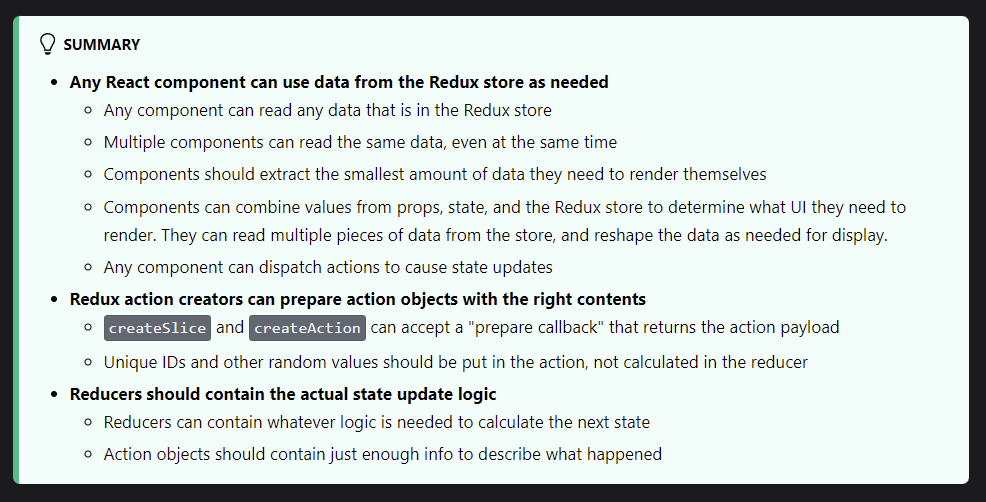 SUMMARY
Any React component can use data from the Redux store as needed
Any component can read any data that is in the Redux store
Multiple components can read the same data, even at the same time
Components should extract the smallest amount of data they need to render themselves
Components can combine values from props, state, and the Redux store to determine what UI they need to
render. They can read multiple pieces of data from the store, and reshape the data as needed for display.
Any component can dispatch actions to cause state updates
Redux action creators can prepare action objects with the right contents
createSlice and createAction can accept a "prepare callback" that returns the action payload
Unique IDs and other random values should be put in the action, not calculated in the reducer
Reducers should contain the actual state update logic
Reducers can contain whatever logic is needed to calculate the next state
Action objects should contain just enough info to describe what happened